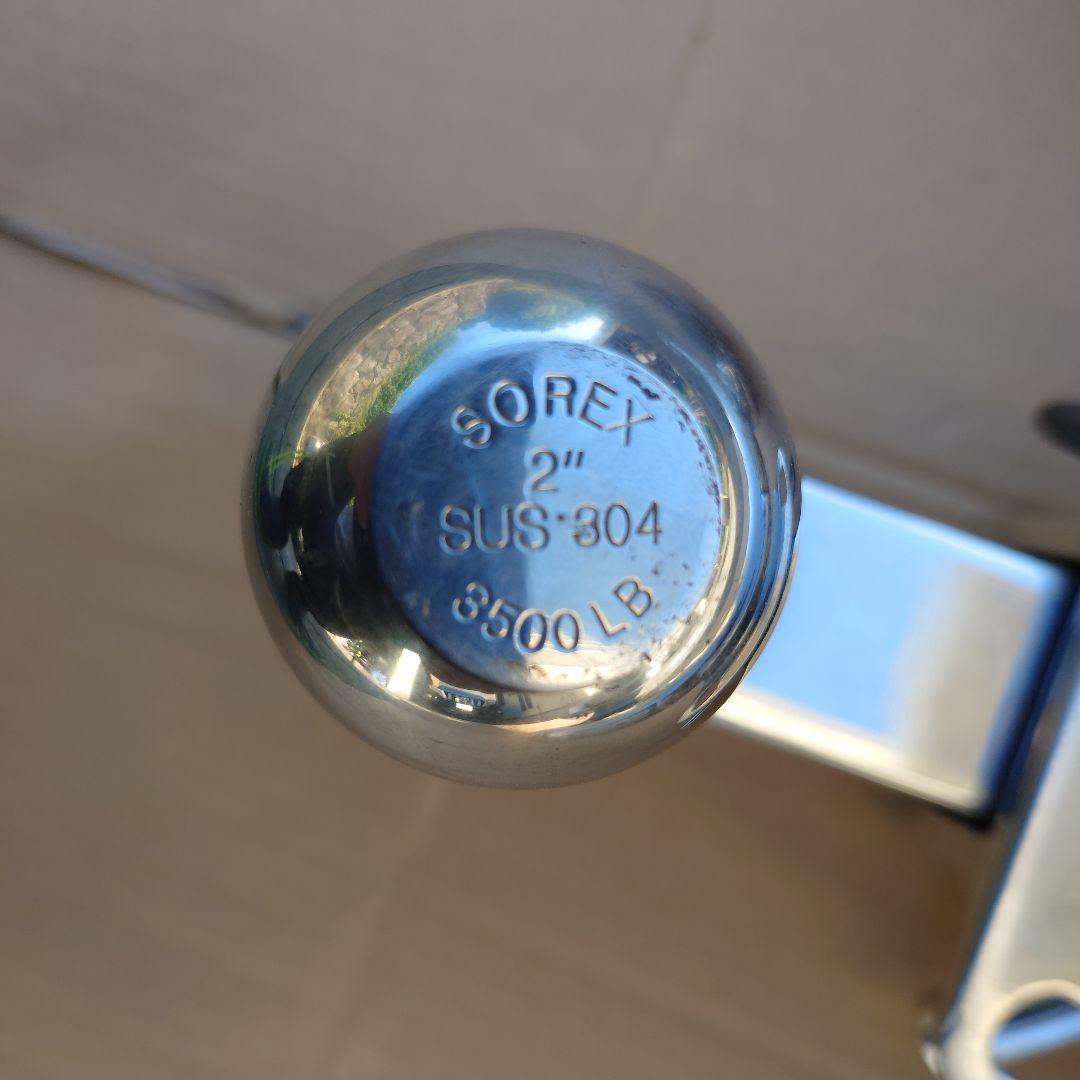 SOREX
2"
SUS·304
3500 LB